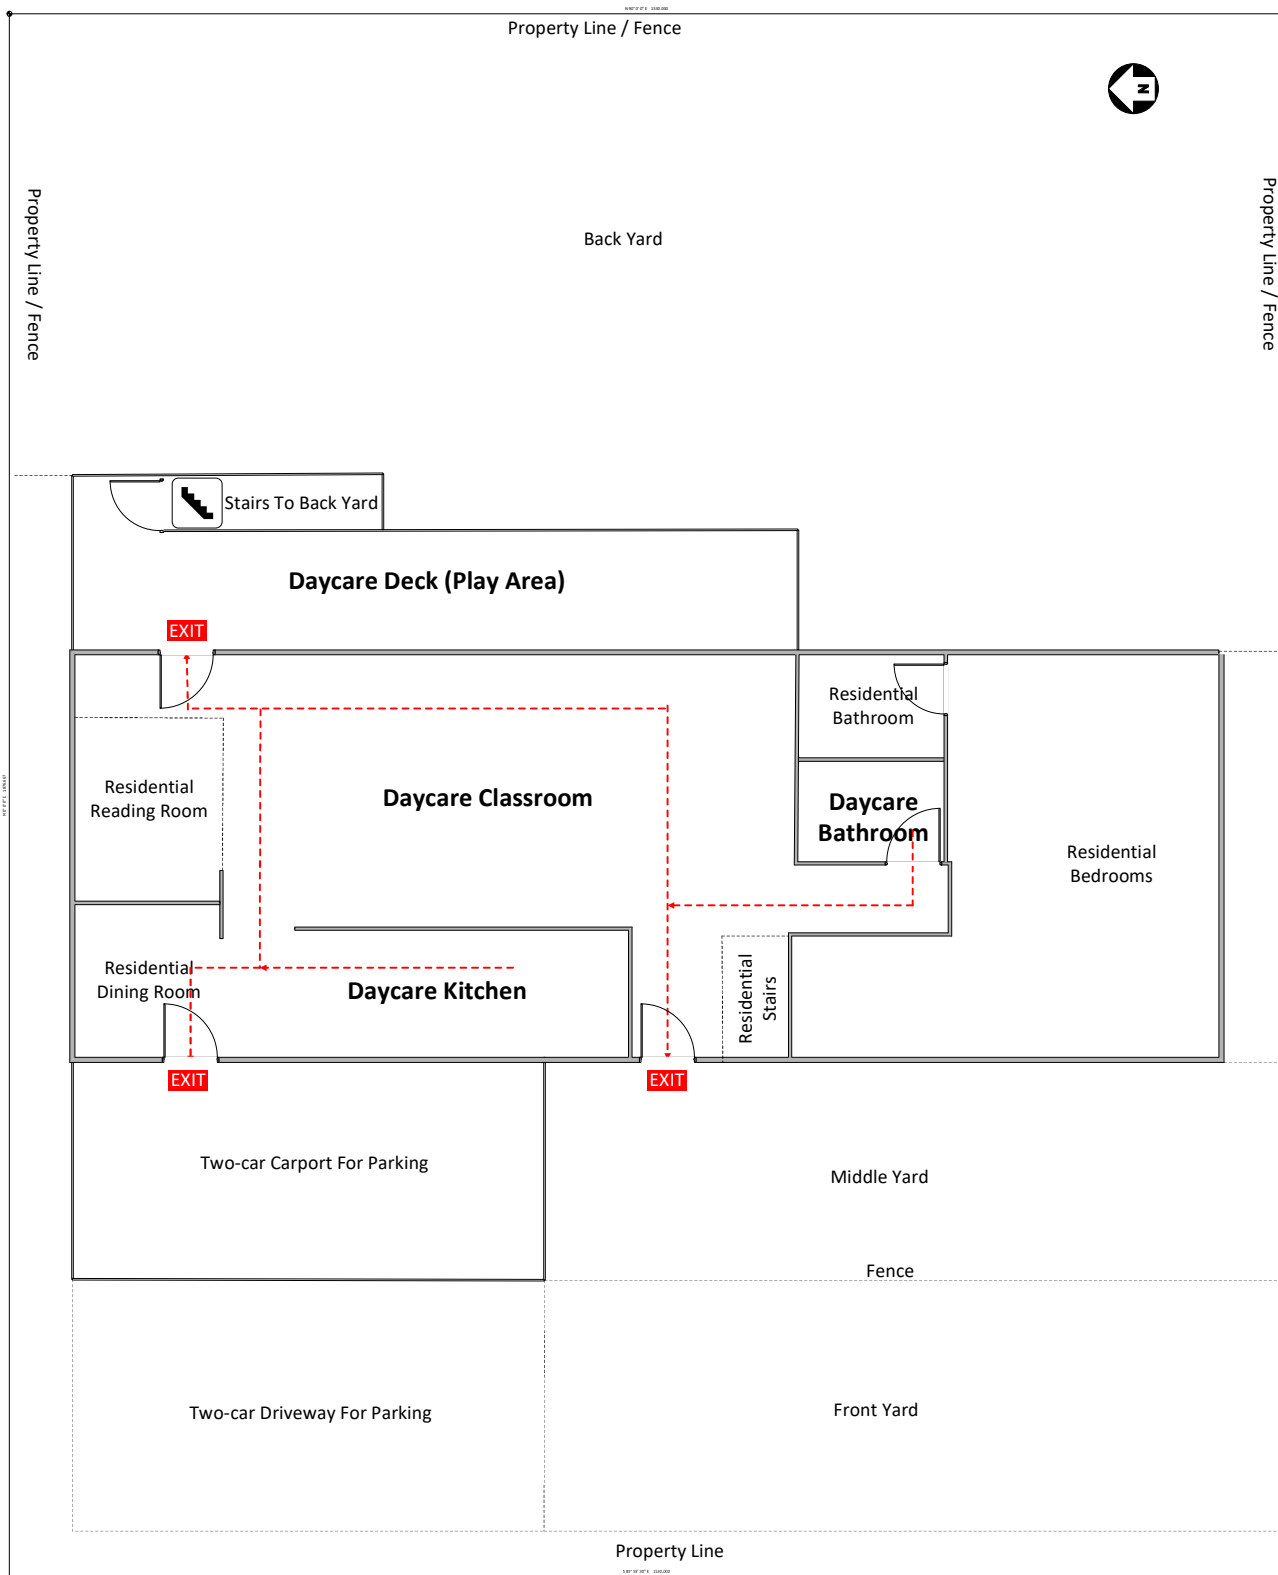 Property Line / Fence
N
Property Line / Fence
Property Line / Fence
Back Yard
Stairs To Back Yard
Daycare Deck (Play Area)
EXIT
Residential
Bathroom
Residential
Reading Room
Daycare Classroom
Daycare
Bathroom
Residential
Bedrooms
Residential
Dining Room
Daycare Kitchen
Residential
Stairs
EXIT
EXIT
Two-car Carport For Parking
Middle Yard
Fence
Two-car Driveway For Parking
Front Yard
Property Line